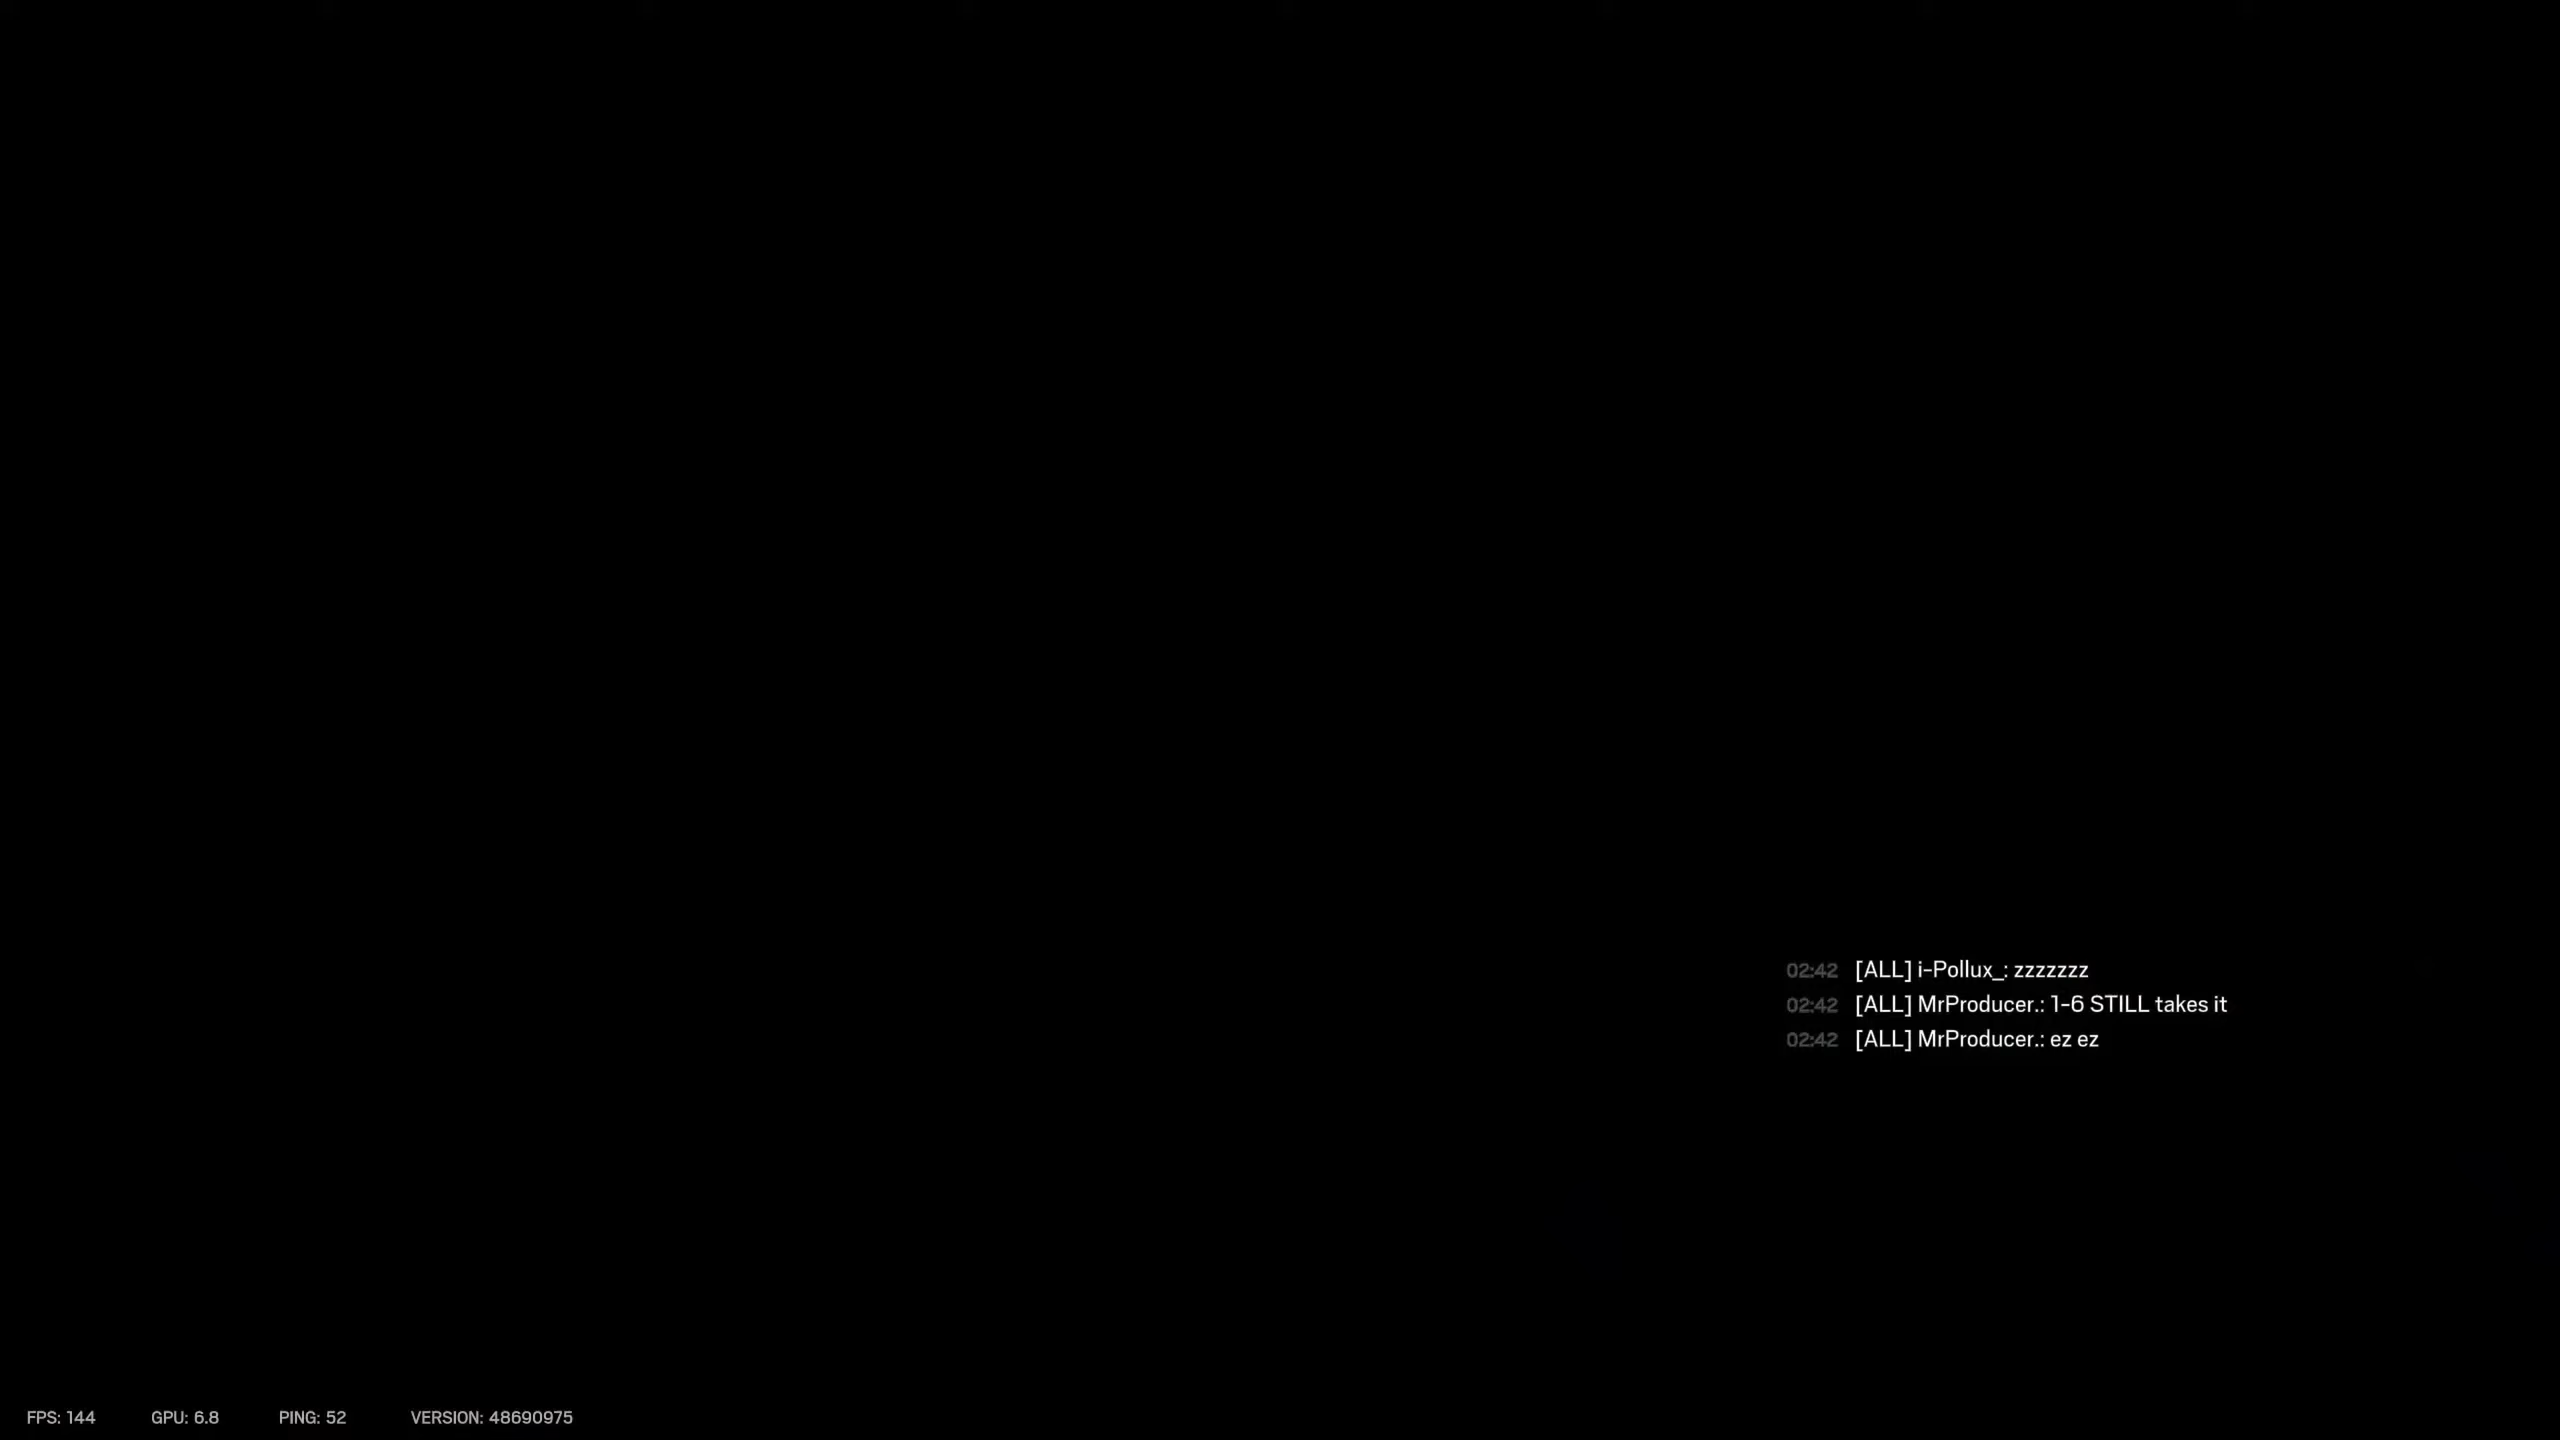 02:42 [ALL] i-Pollux_: zzzzzzz
02:42 [ALL] MrProducer.: 1-6 STILL takes it
02:42 [ALL] MrProducer.: ez ez
FPS: 144 GPU: 6.8 PING: 52 VERSION: 48690975